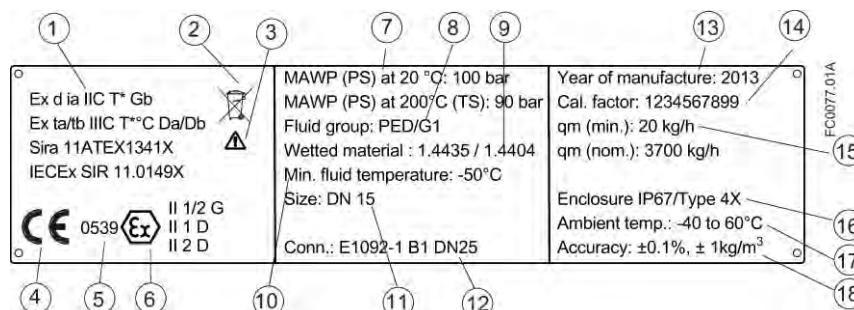 1
2
3
7
8
9
13
14
Ex d ia IIC T* Gb
Ex ta/tb IIIC T*°C Da/Db
Sira 11ATEX1341X
IECEx SIR 11.0149X
CE 0539 Ex
II 1/2 G
II 1 D
II 2 D
MAWP (PS) at 20 °C: 100 bar
MAWP (PS) at 200°C (TS): 90 bar
Fluid group: PED/G1
Wetted material : 1.4435 / 1.4404
Min. fluid temperature: -50°C
Size: DN 15
Conn.: E1092-1 B1 DN25
Year of manufacture: 2013
Cal. factor: 1234567899
qm (min.): 20 kg/h
qm (nom.): 3700 kg/h
Enclosure IP67/Type 4X
Ambient temp.: -40 to 60°C
Accuracy: ±0.1%, ± 1kg/m³
FC0077.01A
15
16
17
18
4
5
6
10
11
12